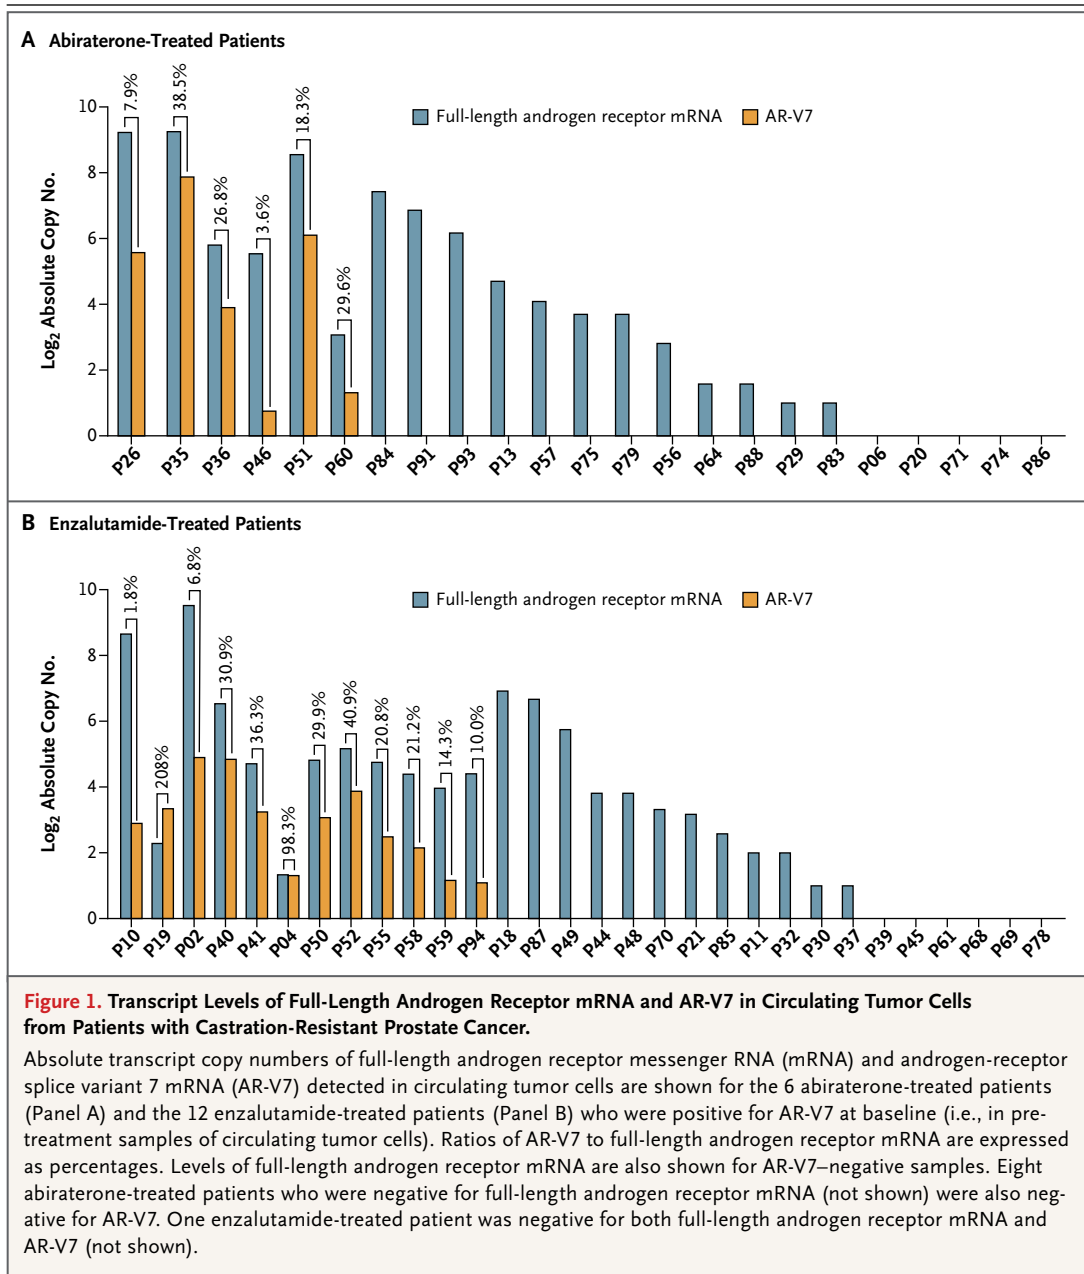 A Abiraterone-Treated Patients
Log2 Absolute Copy No.
10
8
6
4
2
0
Full-length androgen receptor mRNA
AR-V7
7.9%
38.5%
26.8%
3.6%
18.3%
29.6%
P26 P35 P36 P46 P51 P60 P84 P91 P93 P13 P57 P75 P79 P56 P64 P88 P29 P83 P06 P20 P71 P74 P86
B Enzalutamide-Treated Patients
Log2 Absolute Copy No.
10
8
6
4
2
0
Full-length androgen receptor mRNA
AR-V7
1.8%
208%
6.8%
30.9%
36.3%
98.3%
29.9%
40.9%
20.8%
21.2%
14.3%
10.0%
P10 P19 P02 P40 P41 P04 P50 P52 P55 P58 P59 P94 P18 P87 P49 P44 P48 P70 P21 P85 P11 P32 P30 P37 P39 P45 P61 P68 P69 P78
Figure 1. Transcript Levels of Full-Length Androgen Receptor mRNA and AR-V7 in Circulating Tumor Cells
from Patients with Castration-Resistant Prostate Cancer.
Absolute transcript copy numbers of full-length androgen receptor messenger RNA (mRNA) and androgen-receptor
splice variant 7 mRNA (AR-V7) detected in circulating tumor cells are shown for the 6 abiraterone-treated patients
(Panel A) and the 12 enzalutamide-treated patients (Panel B) who were positive for AR-V7 at baseline (i.e., in pre-
treatment samples of circulating tumor cells). Ratios of AR-V7 to full-length androgen receptor mRNA are expressed
as percentages. Levels of full-length androgen receptor mRNA are also shown for AR-V7–negative samples. Eight
abiraterone-treated patients who were negative for full-length androgen receptor mRNA (not shown) were also neg-
ative for AR-V7. One enzalutamide-treated patient was negative for both full-length androgen receptor mRNA and
AR-V7 (not shown).